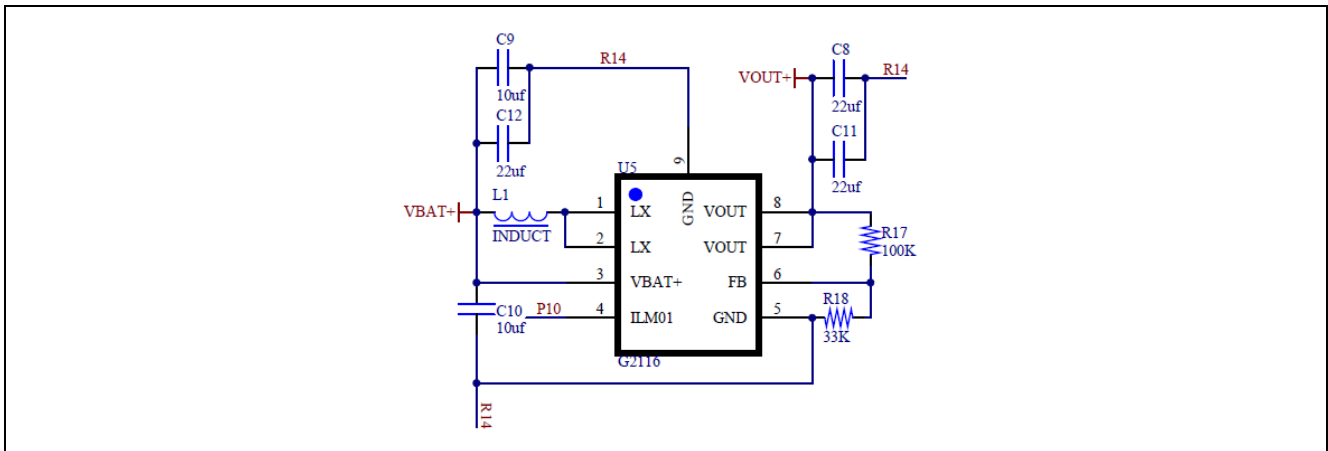 C9
R14
10uf
C12
22uf
VOUT+
C8
R14
22uf
C11
22uf
U5
9
GND
L1
VBAT+
INDUCT
1
LX
VOUT
8
2
LX
VOUT
7
R17
100K
3
VBAT+
FB
6
C10
10uf
P10
4
ILM01
GND
5
R18
33K
G2116
R14